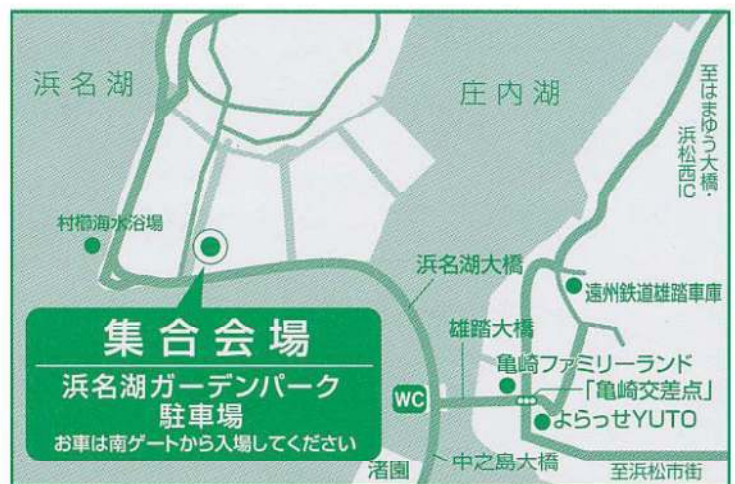 浜名湖
庄内湖
至はまゆう大橋・
浜松西IC
村櫛海水浴場
浜名湖大橋
遠州鉄道雄踏車庫
雄踏大橋
集合会場
浜名湖ガーデンパーク
駐車場
お車は南ゲートから入場してください
亀崎ファミリーランド
「亀崎交差点」
WC
よらっせYUTO
渚園
中之島大橋
至浜松市街